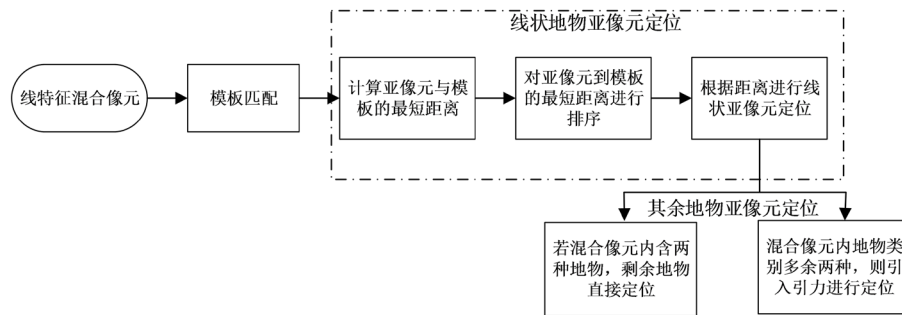 线状地物亚像元定位
线特征混合像元
模板匹配
计算亚像元与
模板的最短距离
对亚像元到模板
的最短距离进行
排序
根据距离进行线
状亚像元定位
其余地物亚像元定位
若混合像元内含两
种地物，剩余地物
直接定位
混合像元内地物类
别多余两种，则引
入引力进行定位